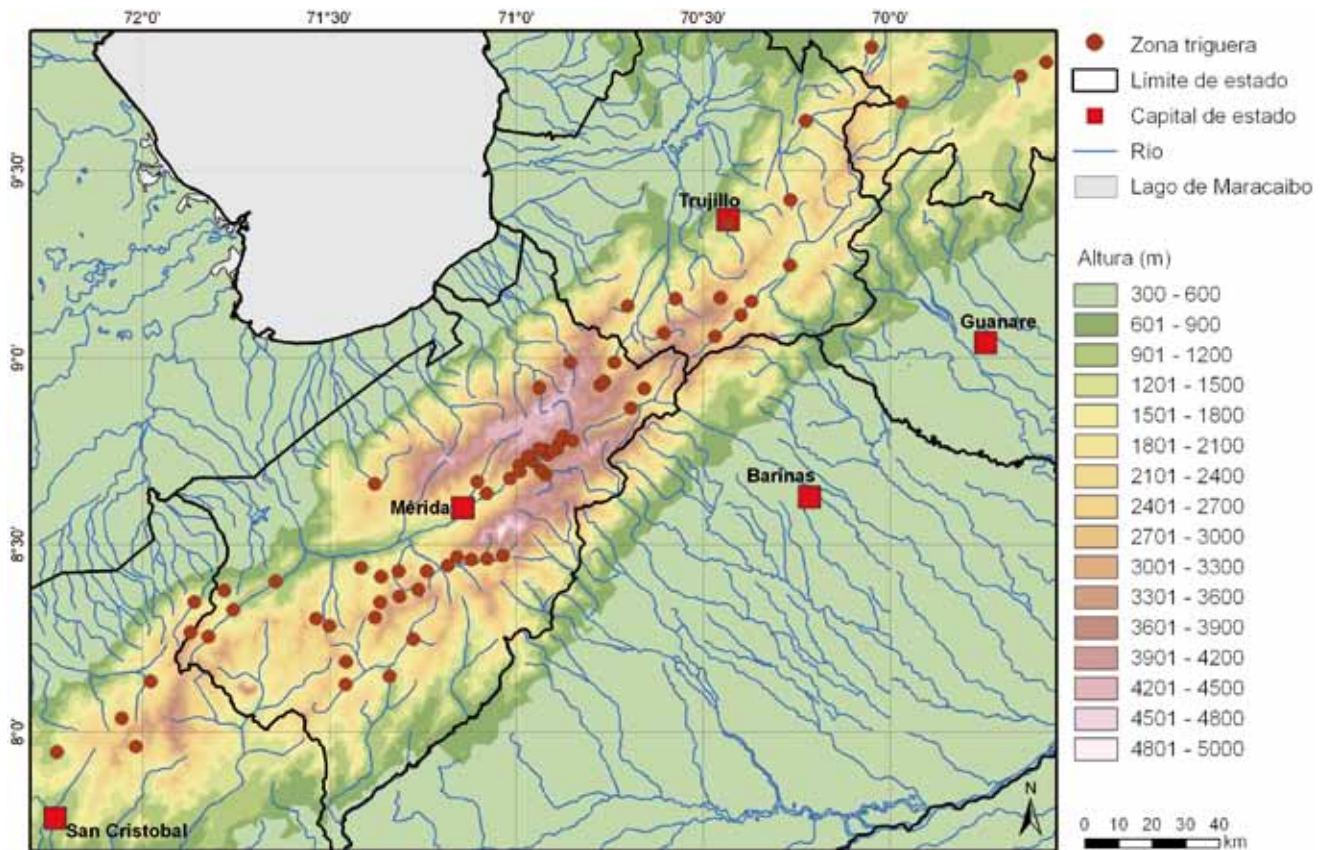 72°0' 71°30' 71°0' 70°30' 70°0'
9°30'
9°0'
8°30'
8°0'
Trujillo
Guanare
Barinas
Mérida
San Cristobal
Zona triguera
Límite de estado
Capital de estado
Río
Lago de Maracaibo
Altura (m)
300 - 600
601 - 900
901 - 1200
1201 - 1500
1501 - 1800
1801 - 2100
2101 - 2400
2401 - 2700
2701 - 3000
3001 - 3300
3301 - 3600
3601 - 3900
3901 - 4200
4201 - 4500
4501 - 4800
4801 - 5000
N
0 10 20 30 40
km